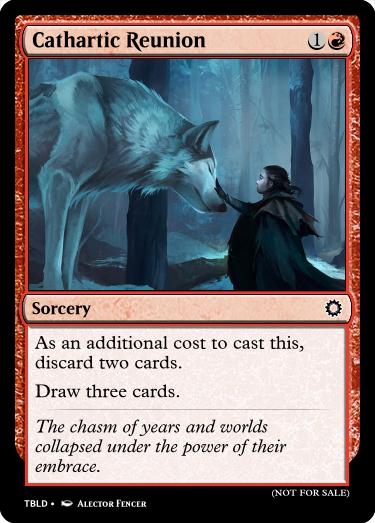 Cathartic Reunion 1
Sorcery
As an additional cost to cast this,
discard two cards.
Draw three cards.
The chasm of years and worlds
collapsed under the power of their
embrace.
(NOT FOR SALE)
TBLD • Alector Fencer